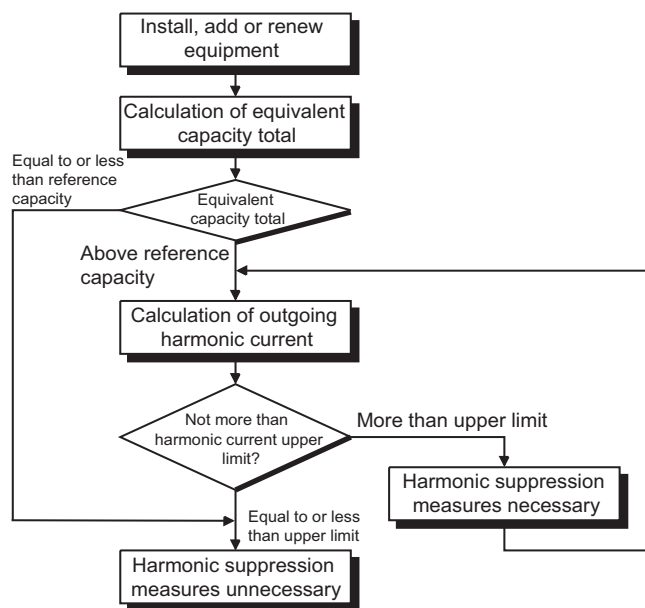 Install, add or renew
equipment
Calculation of equivalent
capacity total
Equal to or less
than reference
capacity
Equivalent
capacity total
Above reference
capacity
Calculation of outgoing
harmonic current
Not more than
harmonic current upper
limit?
More than upper limit
Harmonic suppression
measures necessary
Equal to or less
than upper limit
Harmonic suppression
measures unnecessary